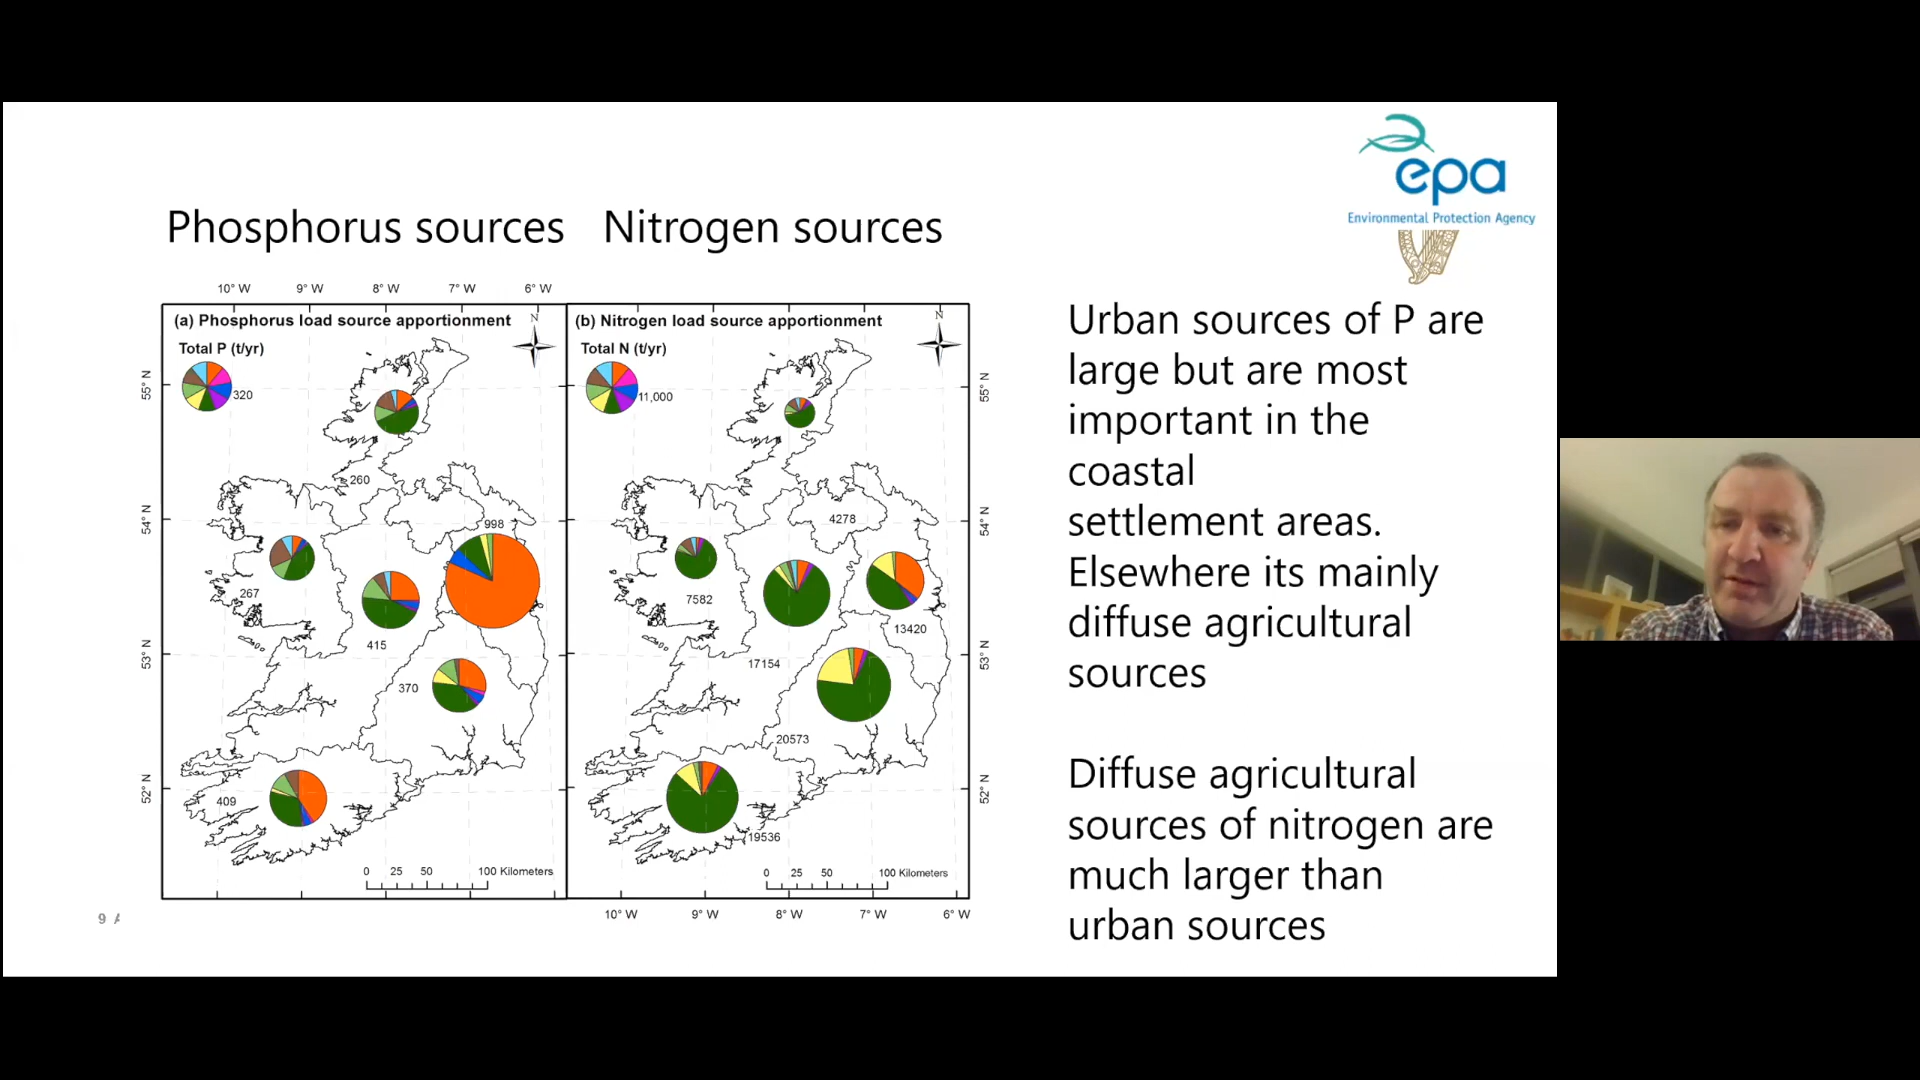 epa
Environmental Protection Agency
Phosphorus sources
Nitrogen sources
10° W 9° W 8° W 7° W 6° W
(a) Phosphorus load source apportionment
N
Total P (t/yr)
320
55° N
54° N
53° N
52° N
260
998
267
415
370
409
0 25 50 100 Kilometers
(b) Nitrogen load source apportionment
N
Total N (t/yr)
11,000
4278
7582
13420
17154
20573
19536
0 25 50 100 Kilometers
55° N
54° N
53° N
52° N
10° W 9° W 8° W 7° W 6° W
Urban sources of P are
large but are most
important in the
coastal
settlement areas.
Elsewhere its mainly
diffuse agricultural
sources
Diffuse agricultural
sources of nitrogen are
much larger than
urban sources
9